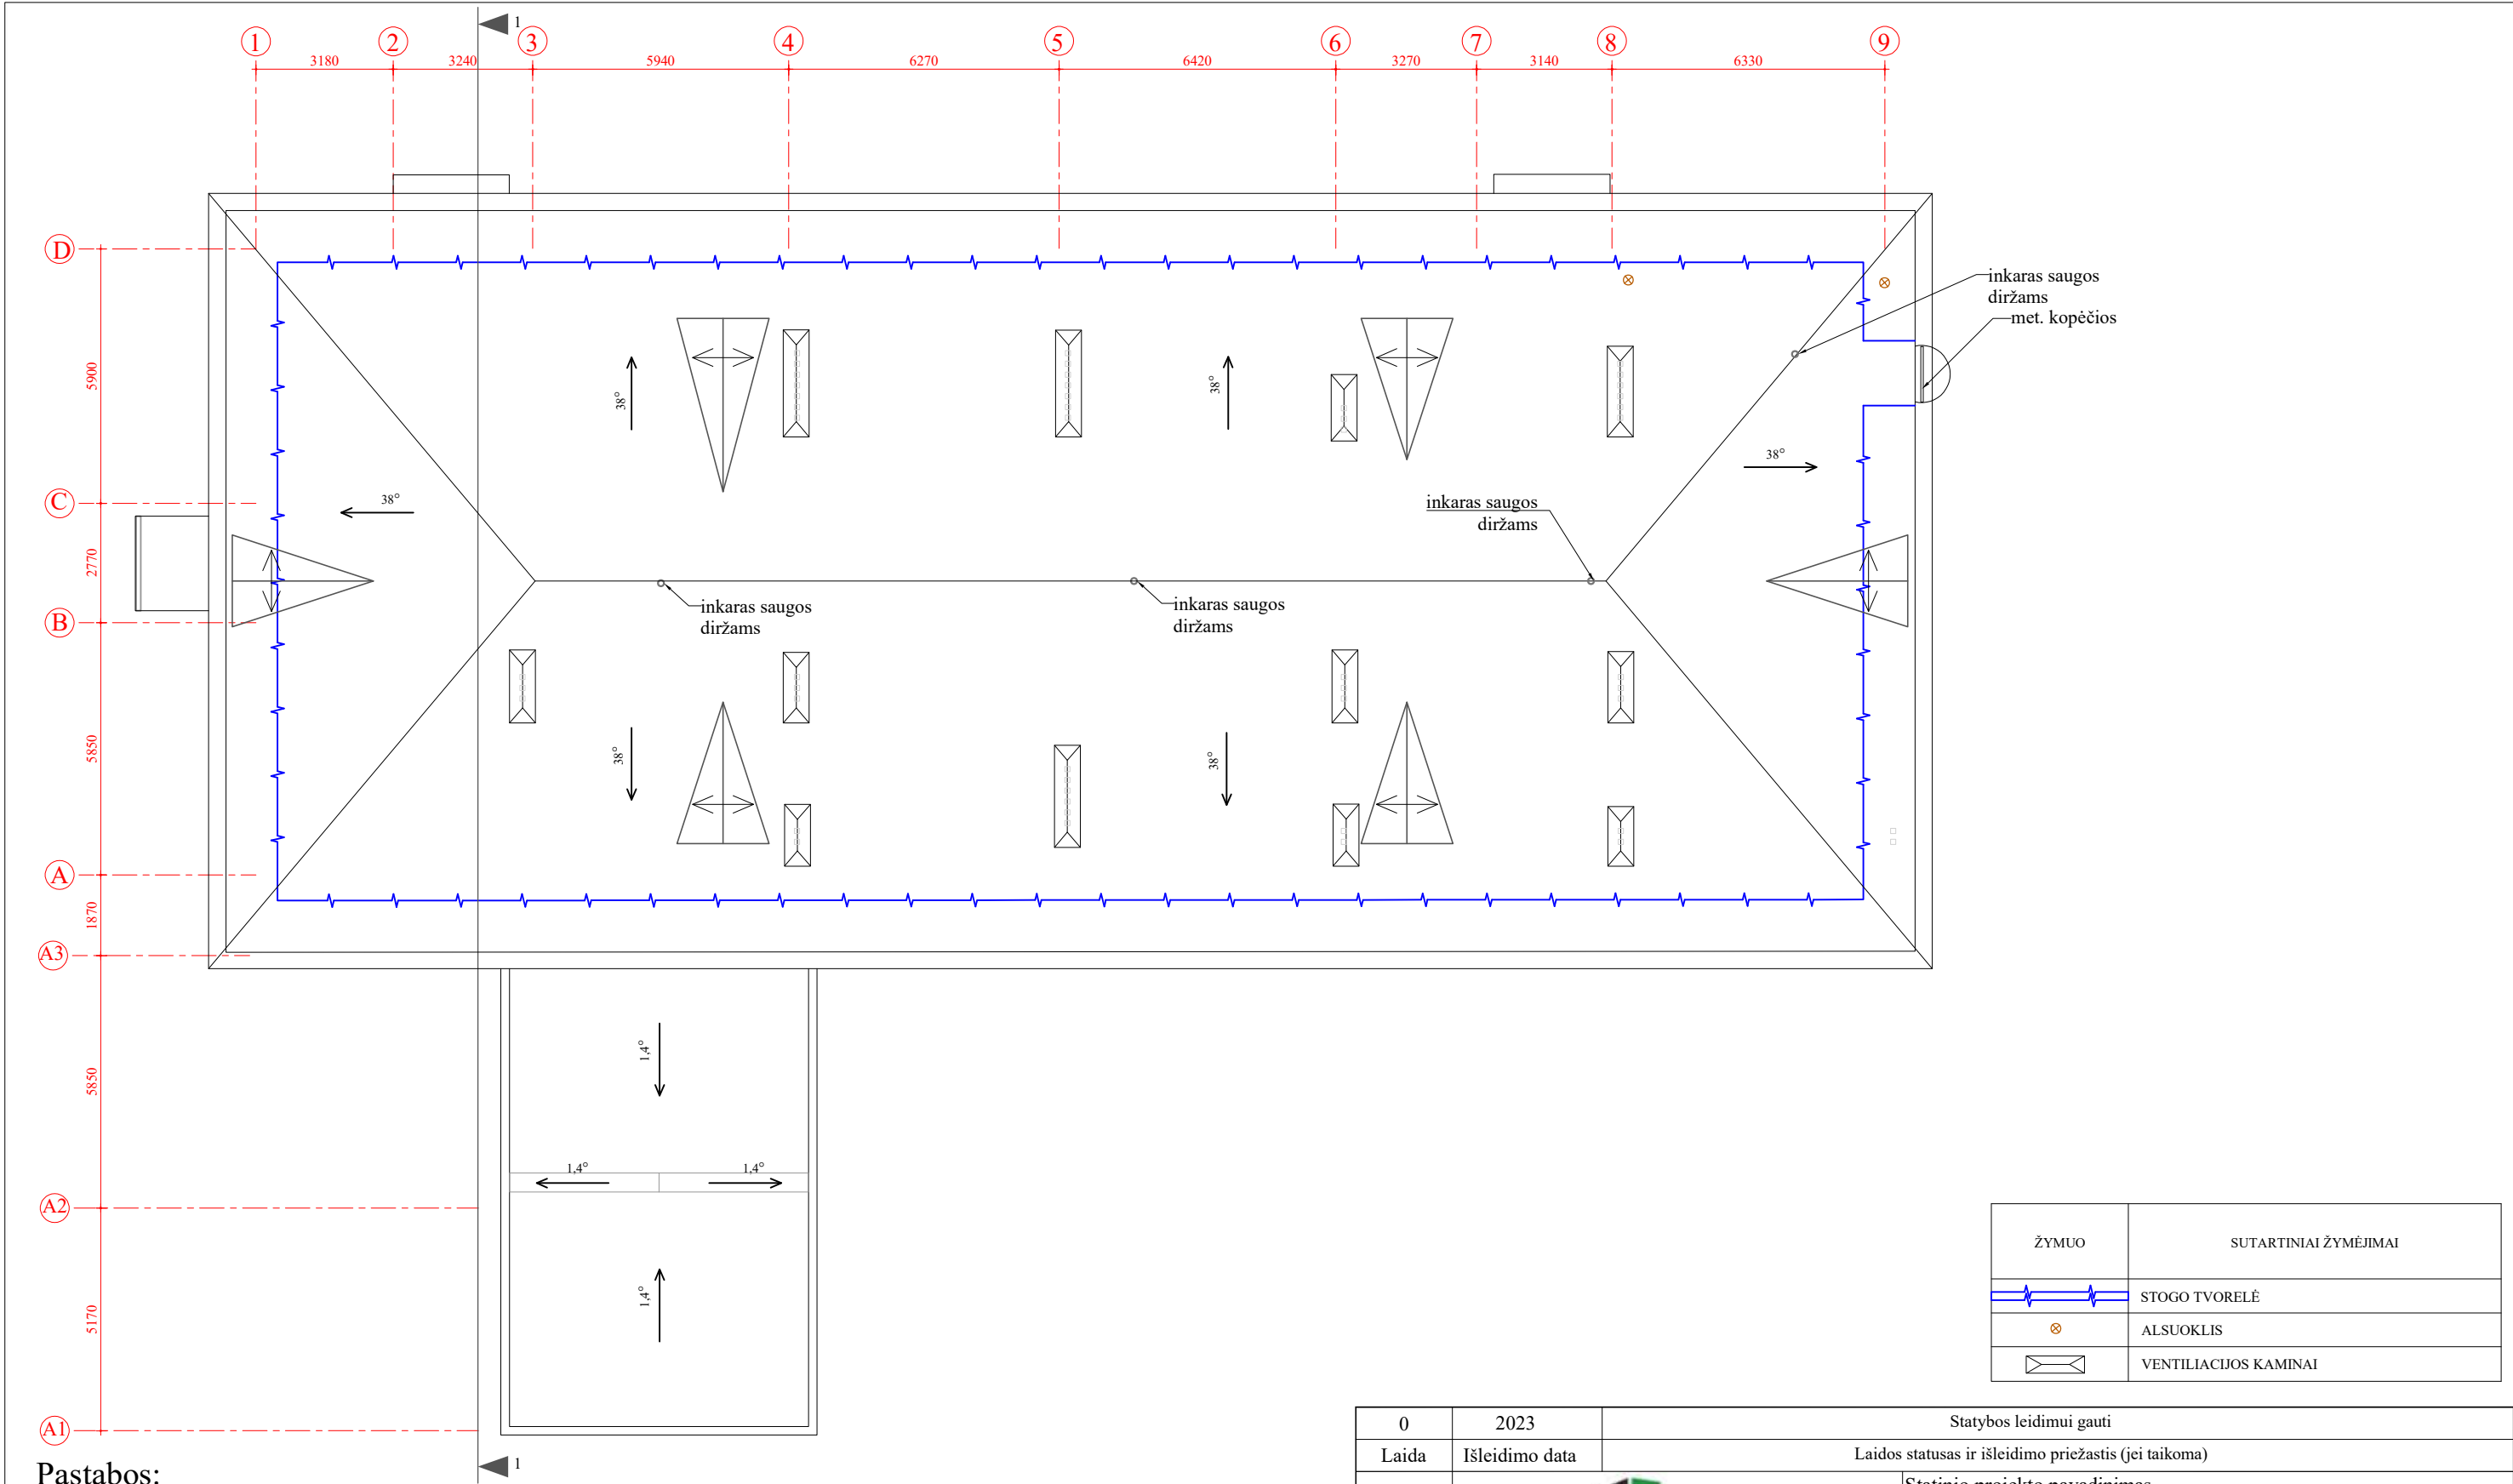 1
1 2 3 4 5 6 7 8 9
3180 3240 5940 6270 6420 3270 3140 6330
D
inkaras saugos
diržams
met. kopėčios
5900
38°
38°
38°
C
38°
inkaras saugos
diržams
2770
inkaras saugos
diržams
inkaras saugos
diržams
B
5850
38°
38°
A
1870
A3
1,4°
5850
1,4° 1,4°
A2
ŽYMUO SUTARTINIAI ŽYMĖJIMAI
STOGO TVORELĖ
ALSUOKLIS
VENTILIACIJOS KAMINAI
1,4°
5170
A1
0 2023 Statybos leidimui gauti
Laida Išleidimo data Laidos statusas ir išleidimo priežastis (jei taikoma)
1
Pastabos:
Statinio projekto pavadinimas